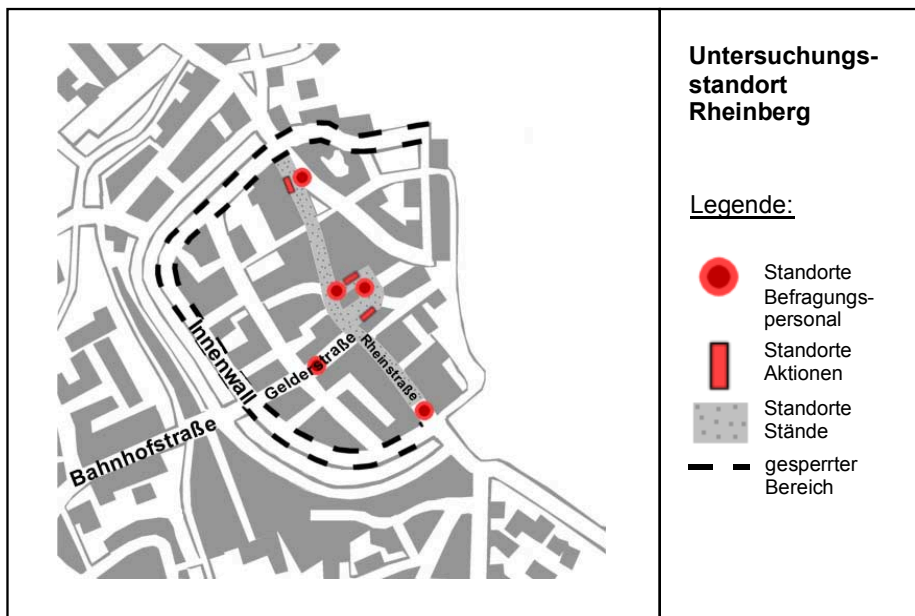 Untersuchungs-
standort
Rheinberg
Legende:
Standorte
Befragungs-
personal
Standorte
Aktionen
Standorte
Stände
gesperrter
Bereich
Innenwall
Gelderstraße
Rheinstraße
Bahnhofstraße